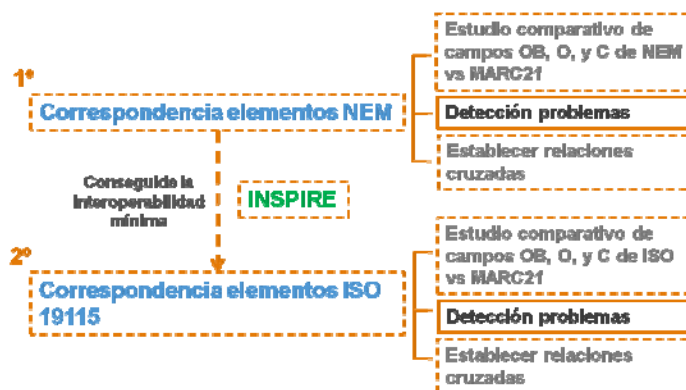 1º
Correspondencia elementos NEM
Estudio comparativo de
campos OB, O, y C de NEM
vs MARC21
Detección problemas
Establecer relaciones
cruzadas
Conseguida la
interoperabilidad
mínima
INSPIRE
2º
Correspondencia elementos ISO
19115
Estudio comparativo de
campos OB, O, y C de ISO
vs MARC21
Detección problemas
Establecer relaciones
cruzadas